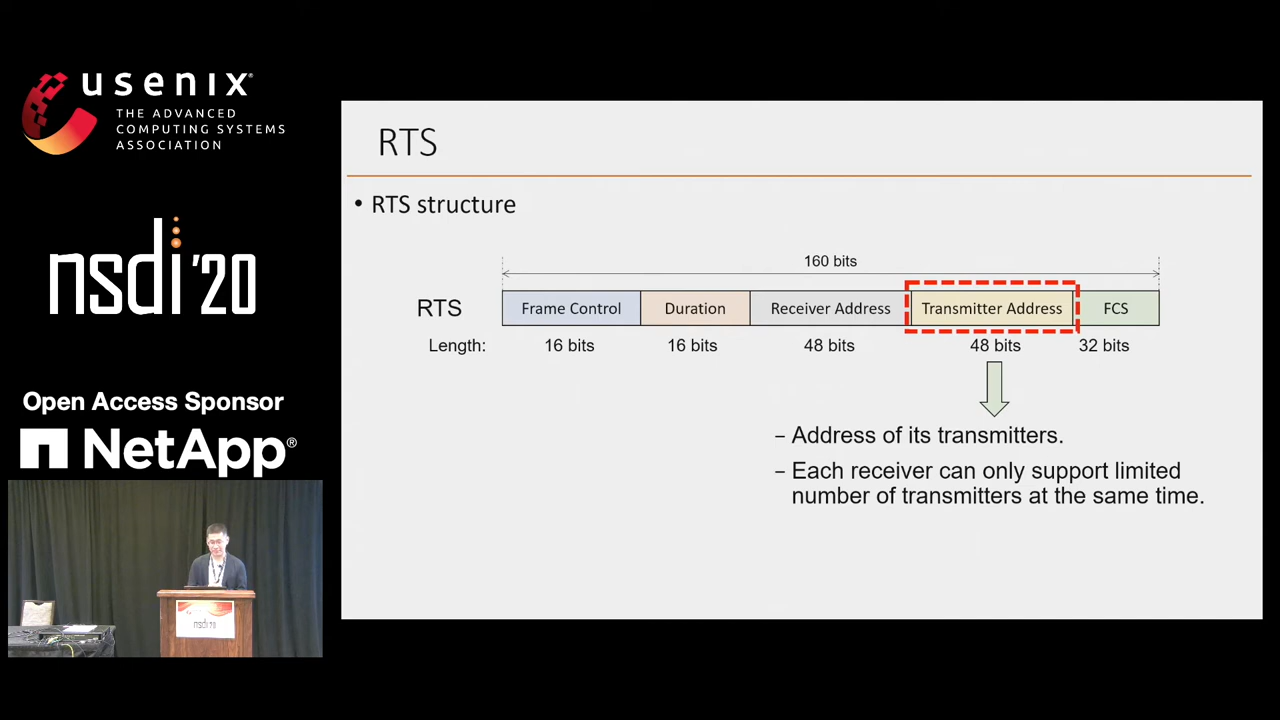 usenix®
THE ADVANCED
COMPUTING SYSTEMS
ASSOCIATION
nsdi '20
Open Access Sponsor
NetApp®
RTS
• RTS structure
160 bits
RTS
Frame Control
Duration
Receiver Address
Transmitter Address
FCS
Length:
16 bits
16 bits
48 bits
48 bits
32 bits
– Address of its transmitters.
– Each receiver can only support limited
number of transmitters at the same time.
nsdi '20